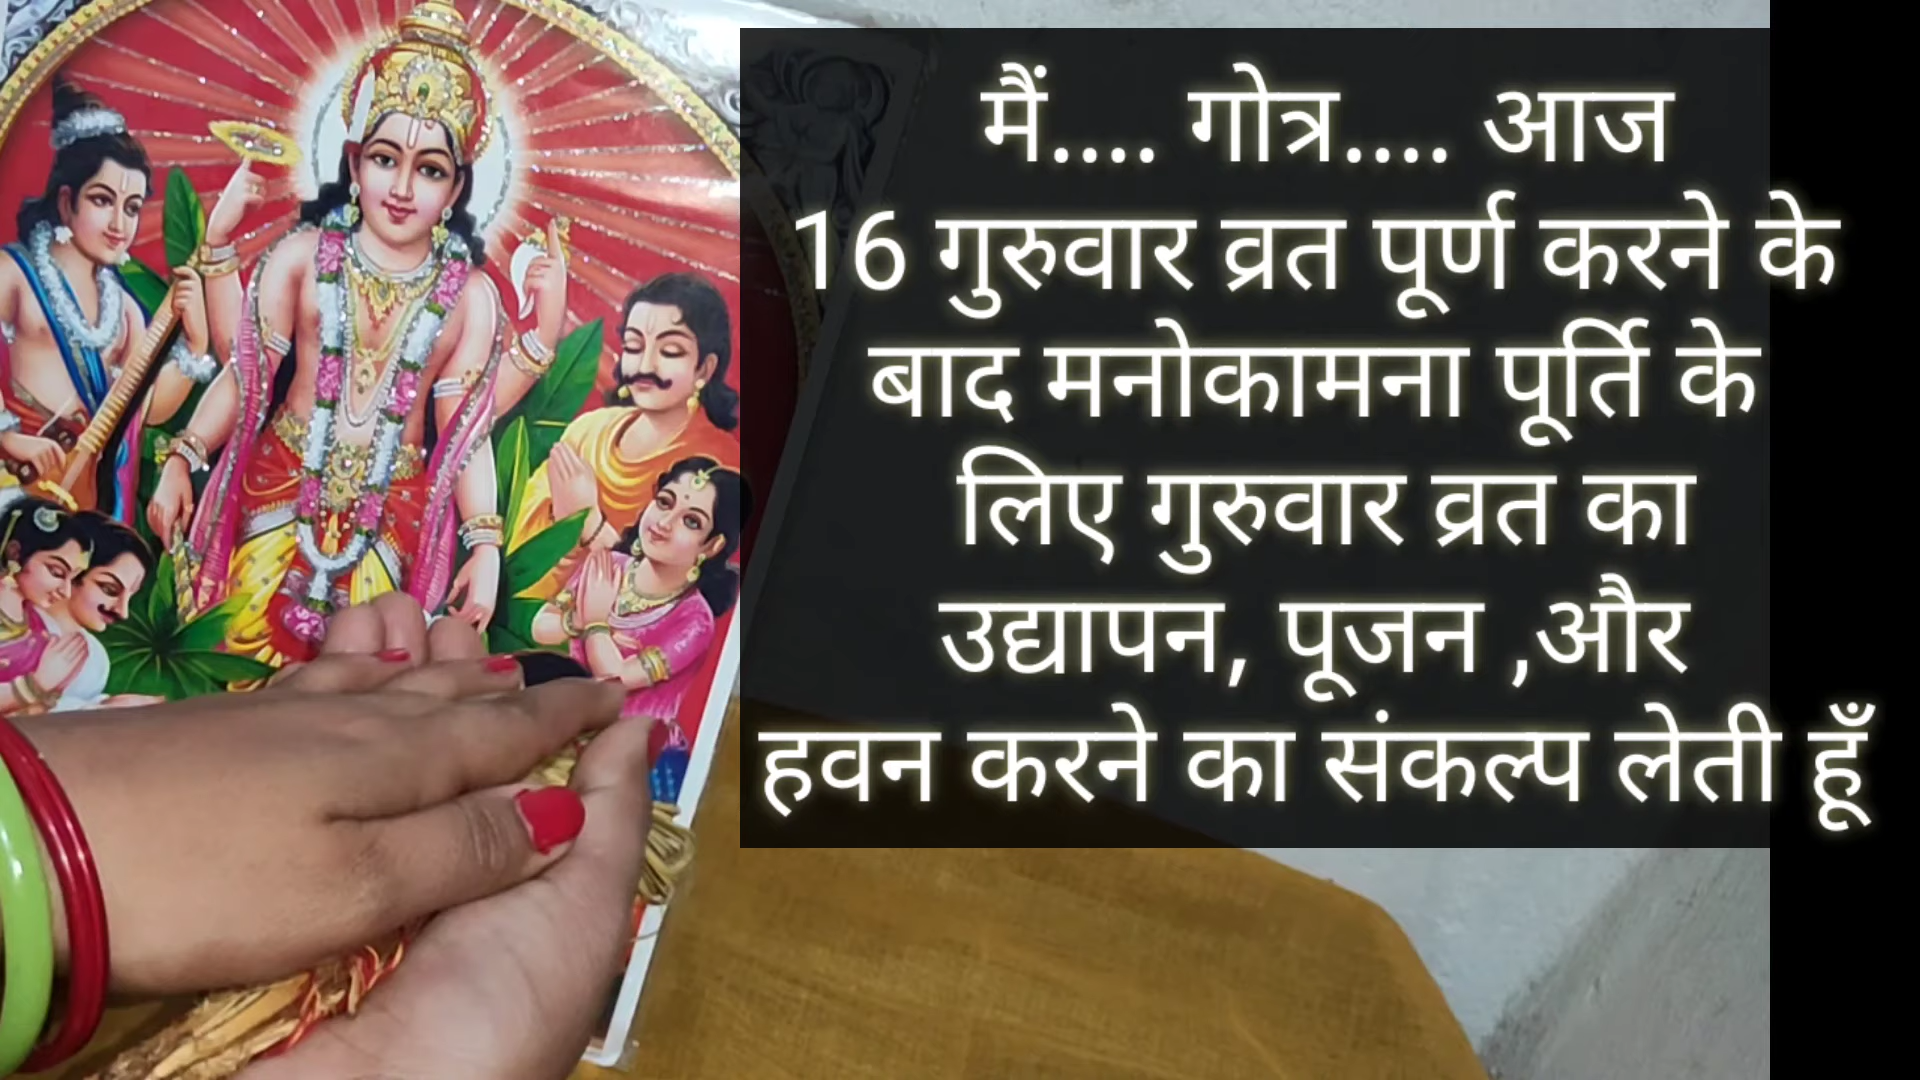 मैं.... गोत्र.... आज
16 गुरुवार व्रत पूर्ण करने के
बाद मनोकामना पूर्ति के
लिए गुरुवार व्रत का
उद्यापन, पूजन ,और
हवन करने का संकल्प लेती हूँ